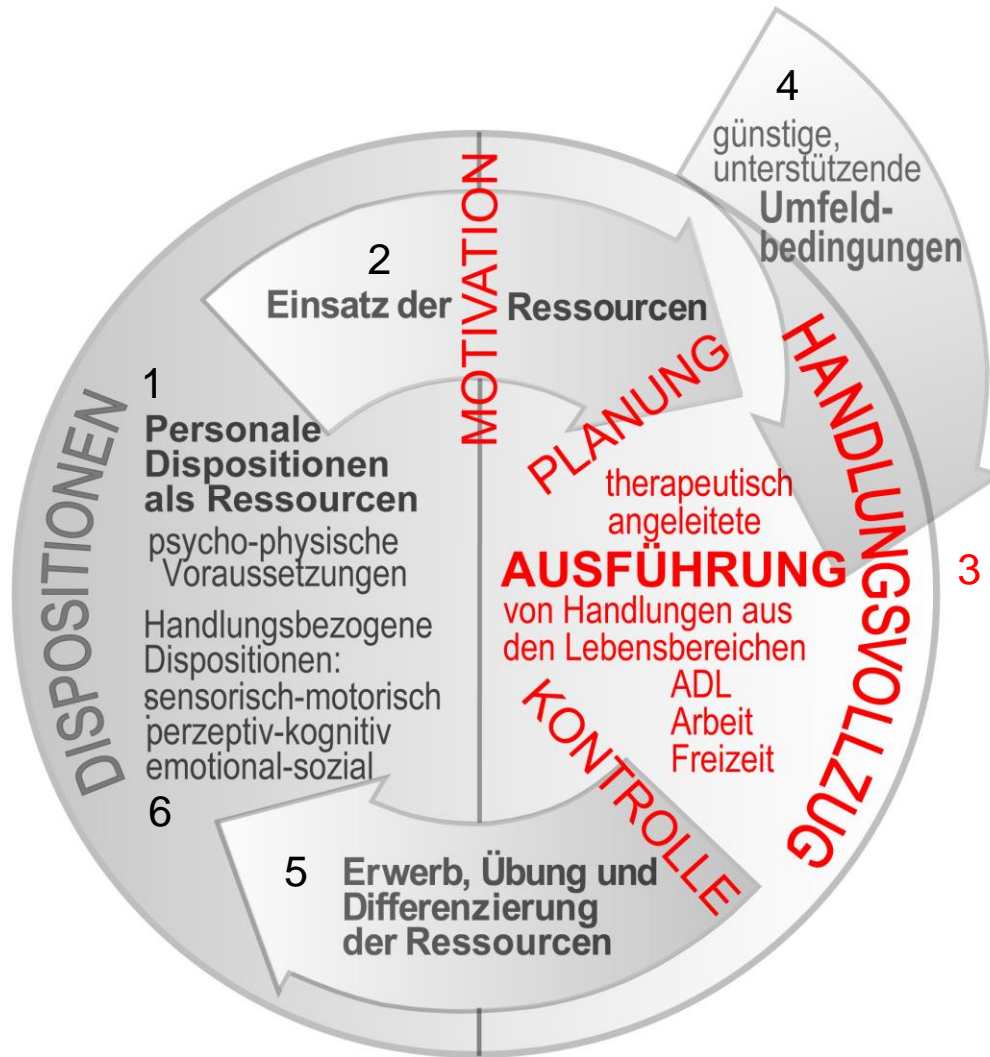 4
günstige,
unterstützende
Umfeld-
bedingungen
MOTIVATION
2
Einsatz der Ressourcen
PLANUNG
HANDLUNGSVOLLZUG
3
DISPOSITIONEN
1
Personale
Dispositionen
als Ressourcen
psycho-physische
Voraussetzungen
Handlungsbezogene
Dispositionen:
sensorisch-motorisch
perzeptiv-kognitiv
emotional-sozial
6
therapeutisch
angeleitete
AUSFÜHRUNG
von Handlungen aus
den Lebensbereichen
ADL
Arbeit
Freizeit
KONTROLLE
5
Erwerb, Übung und
Differenzierung
der Ressourcen